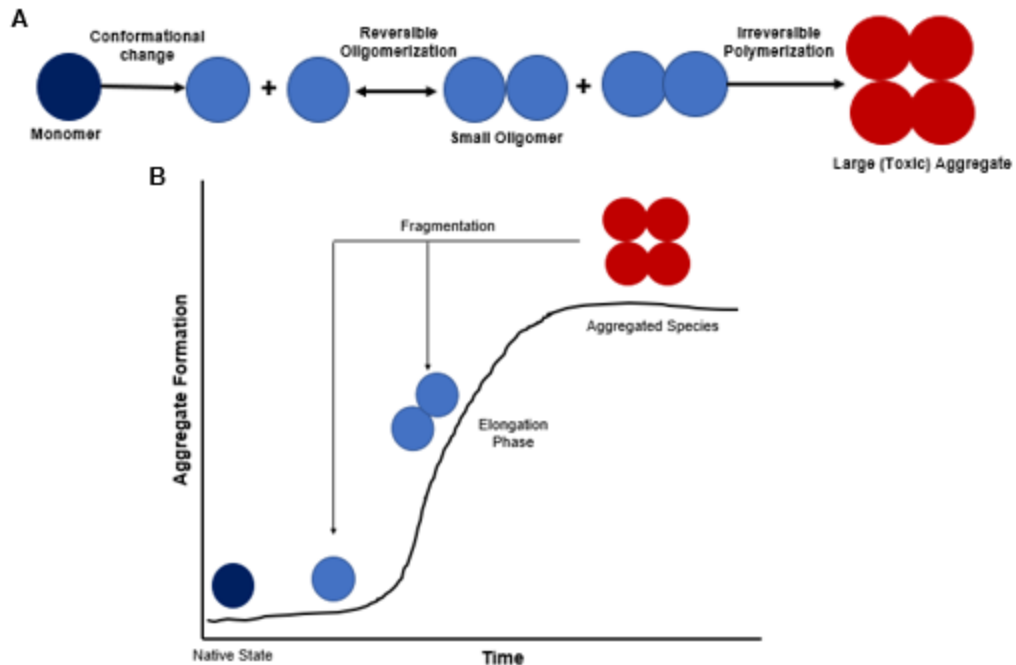 A
Conformational
change
Reversible
Oligomerization
Irreversible
Polymerization
+
+
Monomer
Small Oligomer
Large (Toxic) Aggregate
B
Fragmentation
Aggregate Formation
Aggregated Species
Elongation
Phase
Native State
Time